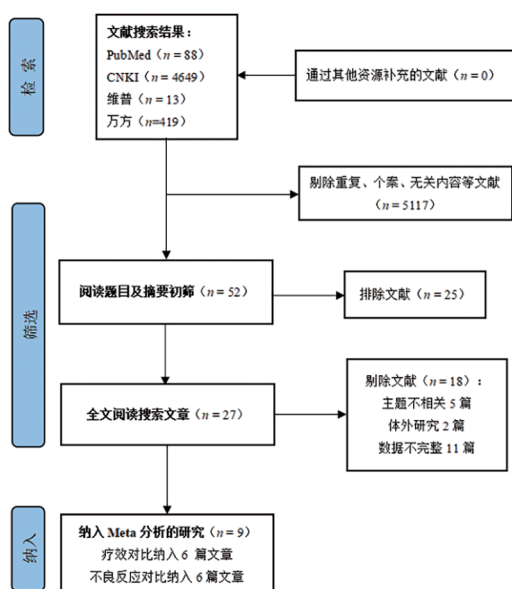 检索
文献搜索结果：
PubMed（n = 88）
CNKI（n = 4649）
维普（n = 13）
万方（n=419）
通过其他资源补充的文献（n = 0）
剔除重复、个案、无关内容等文献
（n = 5117）
筛选
阅读题目及摘要初筛（n = 52）
排除文献（n = 25）
全文阅读搜索文章（n = 27）
剔除文献（n = 18）：
主题不相关 5 篇
体外研究 2 篇
数据不完整 11 篇
纳入
纳入 Meta 分析的研究（n = 9）
疗效对比纳入 6 篇文章
不良反应对比纳入 6 篇文章